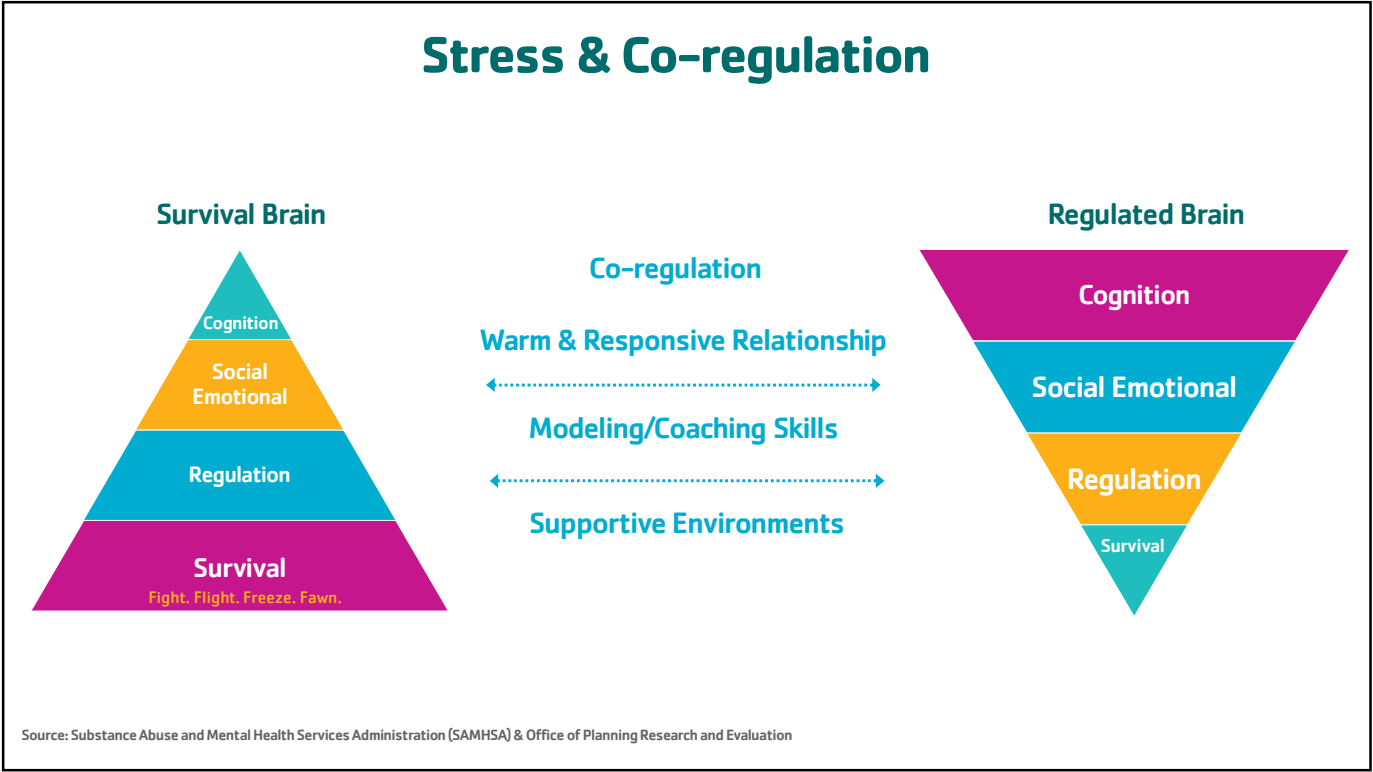 Stress & Co-regulation
Survival Brain
Cognition
Social
Emotional
Regulation
Survival
Fight. Flight. Freeze. Fawn.
Co-regulation
Warm & Responsive Relationship
Modeling/Coaching Skills
Supportive Environments
Regulated Brain
Cognition
Social Emotional
Regulation
Survival
Source: Substance Abuse and Mental Health Services Administration (SAMHSA) & Office of Planning Research and Evaluation